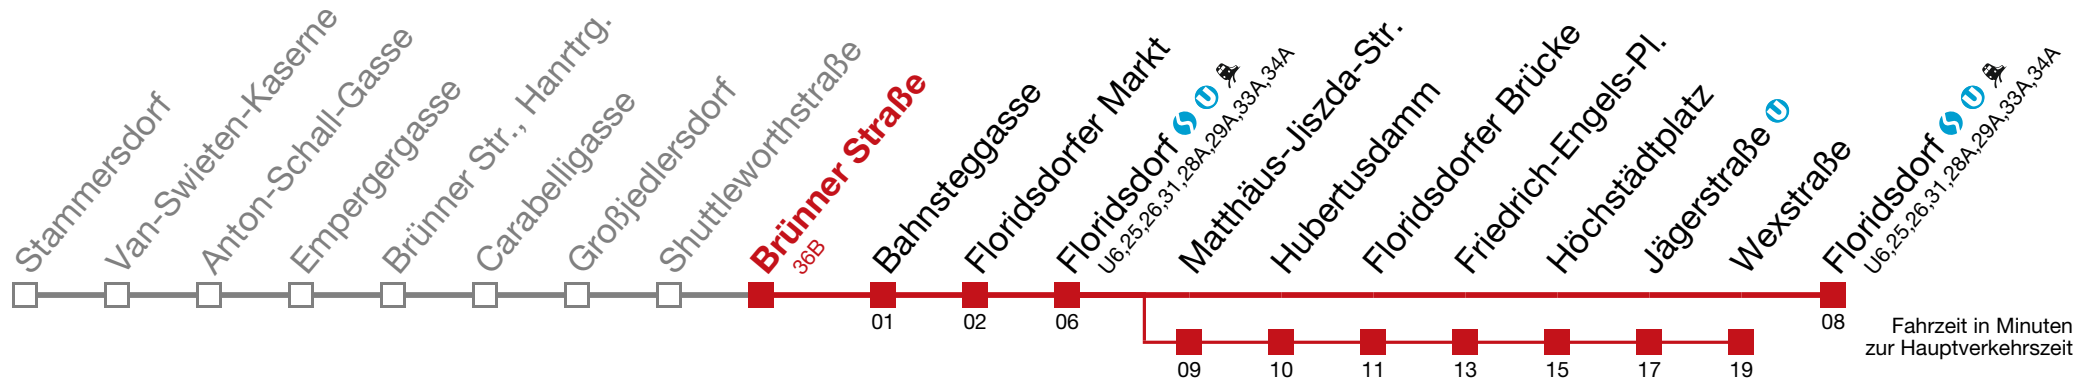 Stammersdorf
Van-Swieten-Kaserne
Anton-Schall-Gasse
Empergergasse
Brünner Str., Hanrtrg.
Carabelligasse
Großjedlersdorf
Shuttleworthstraße
Brünner Straße
36B
Bahnsteggasse
Floridsdorfer Markt
Floridsdorf
U6,25,26,31,28A,29A,33A,34A
Matthäus-Jiszda-Str.
Hubertusdamm
Floridsdorfer Brücke
Friedrich-Engels-Pl.
Höchstädtplatz
Jägerstraße U
Wexstraße
Floridsdorf
U6,25,26,31,28A,29A,33A,34A
01
02
06
08
09
10
11
13
15
17
19
Fahrzeit in Minuten
zur Hauptverkehrszeit